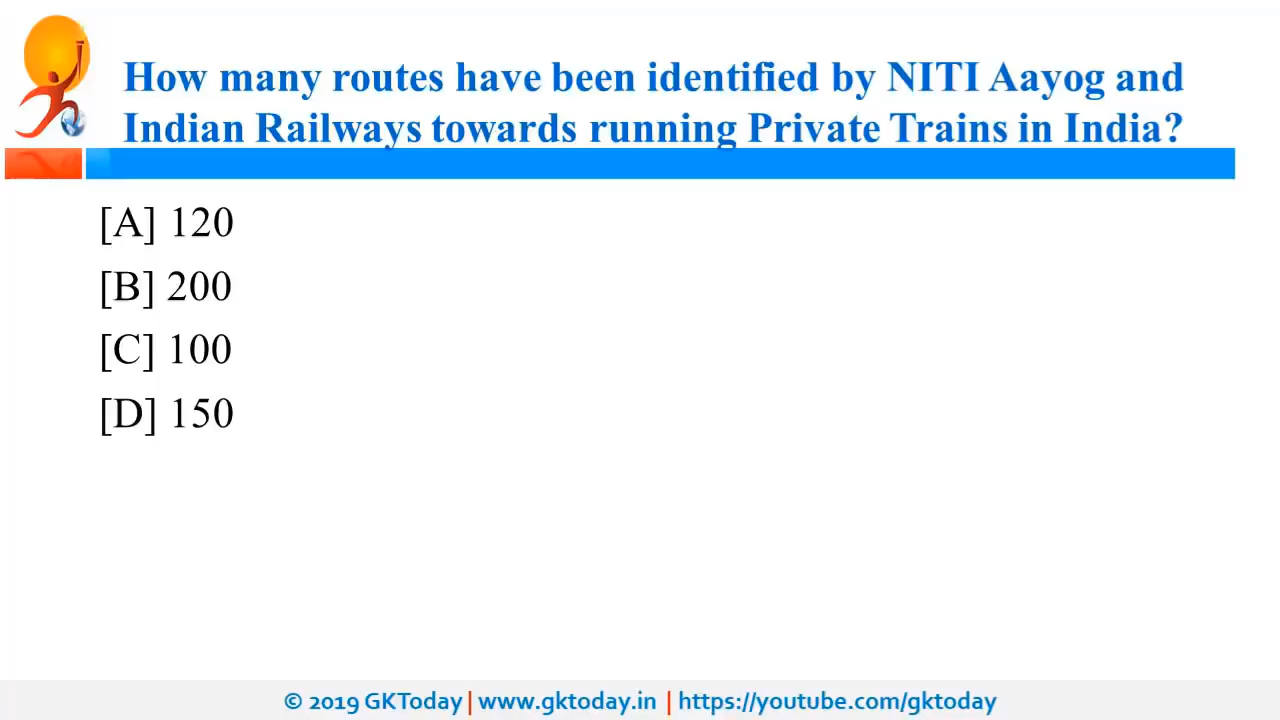 How many routes have been identified by NITI Aayog and
Indian Railways towards running Private Trains in India?
[A] 120
[B] 200
[C] 100
[D] 150
© 2019 GKToday | www.gktoday.in | https://youtube.com/gktoday